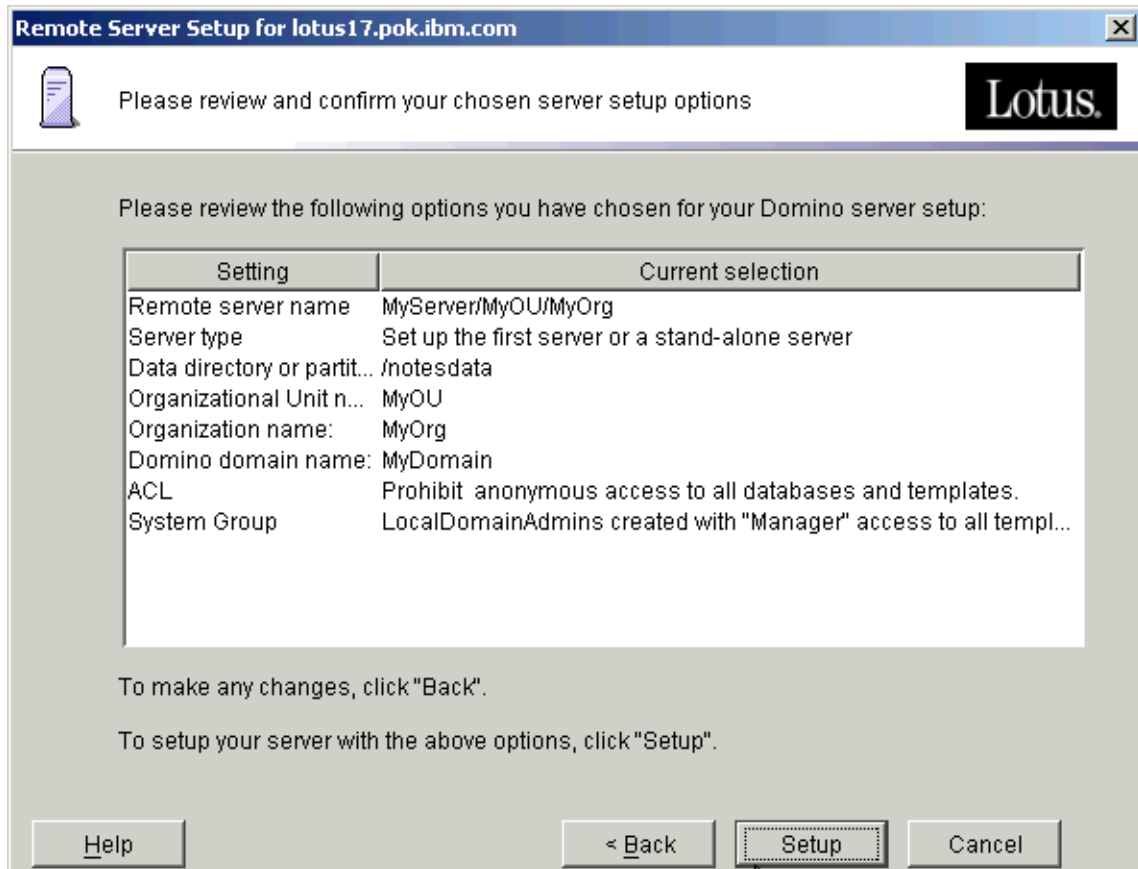 Remote Server Setup for lotus17.pok.ibm.com
Please review and confirm your chosen server setup options
Lotus.
Please review the following options you have chosen for your Domino server setup:
Setting Current selection
Remote server name MyServer/MyOU/MyOrg
Server type Set up the first server or a stand-alone server
Data directory or partit... /notesdata
Organizational Unit n... MyOU
Organization name: MyOrg
Domino domain name: MyDomain
ACL Prohibit anonymous access to all databases and templates.
System Group LocalDomainAdmins created with "Manager" access to all templ...
To make any changes, click "Back".
To setup your server with the above options, click "Setup".
Help < Back Setup Cancel